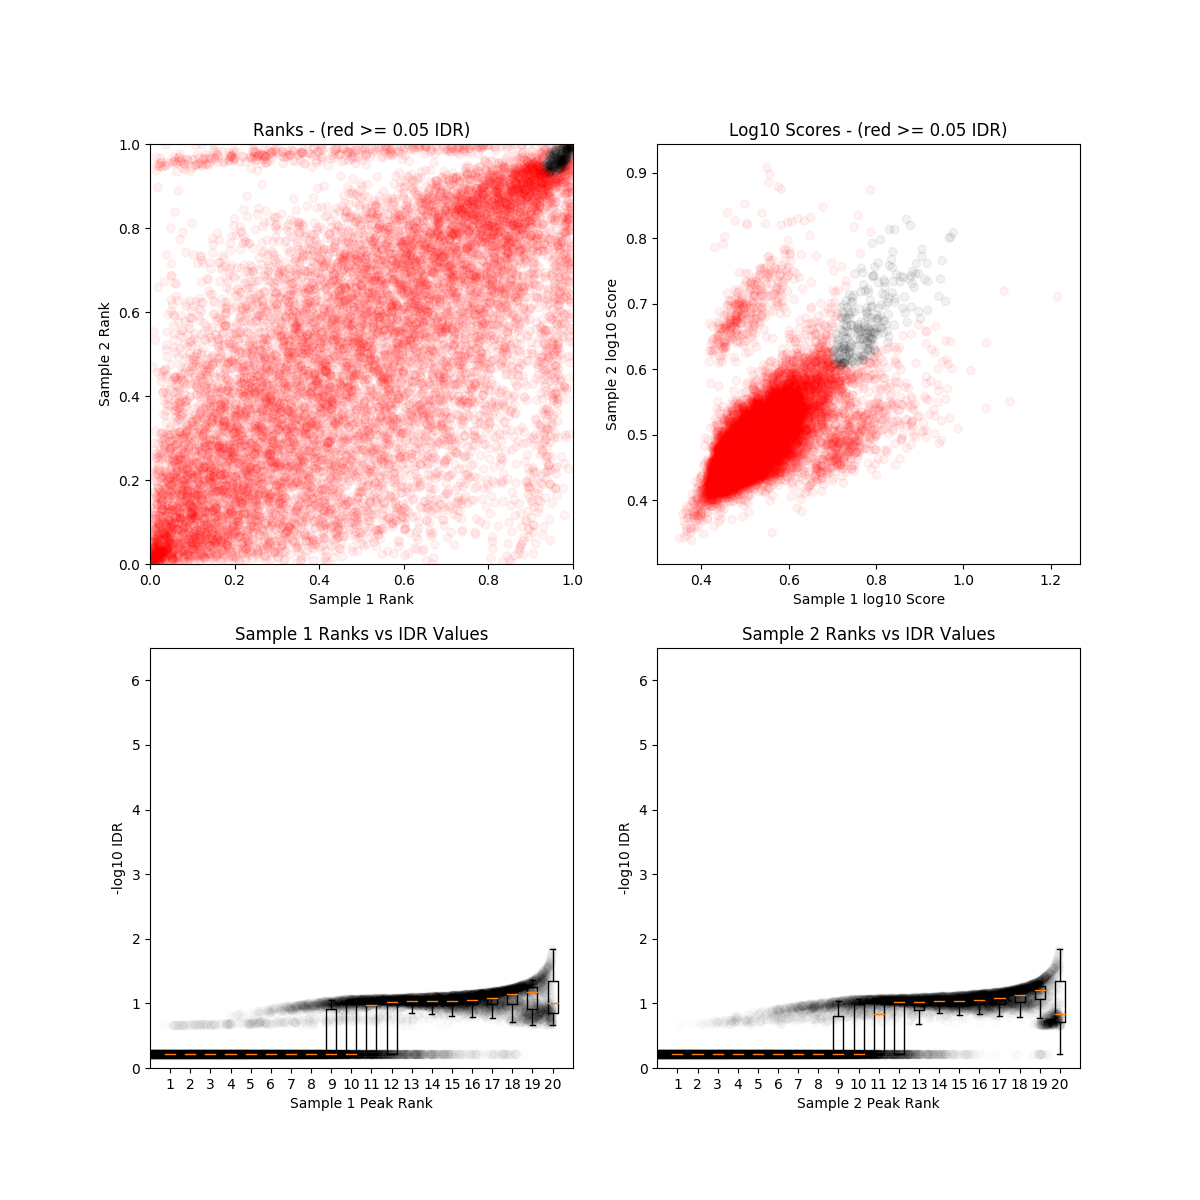 Ranks - (red >= 0.05 IDR)
Sample 2 Rank
1.0
0.8
0.6
0.4
0.2
0.0
0.0 0.2 0.4 0.6 0.8 1.0
Sample 1 Rank
Log10 Scores - (red >= 0.05 IDR)
Sample 2 log10 Score
0.9
0.8
0.7
0.6
0.5
0.4
0.4 0.6 0.8 1.0 1.2
Sample 1 log10 Score
Sample 1 Ranks vs IDR Values
-log10 IDR
6
5
4
3
2
1
0
1 2 3 4 5 6 7 8 9 10 11 12 13 14 15 16 17 18 19 20
Sample 1 Peak Rank
Sample 2 Ranks vs IDR Values
-log10 IDR
6
5
4
3
2
1
0
1 2 3 4 5 6 7 8 9 10 11 12 13 14 15 16 17 18 19 20
Sample 2 Peak Rank